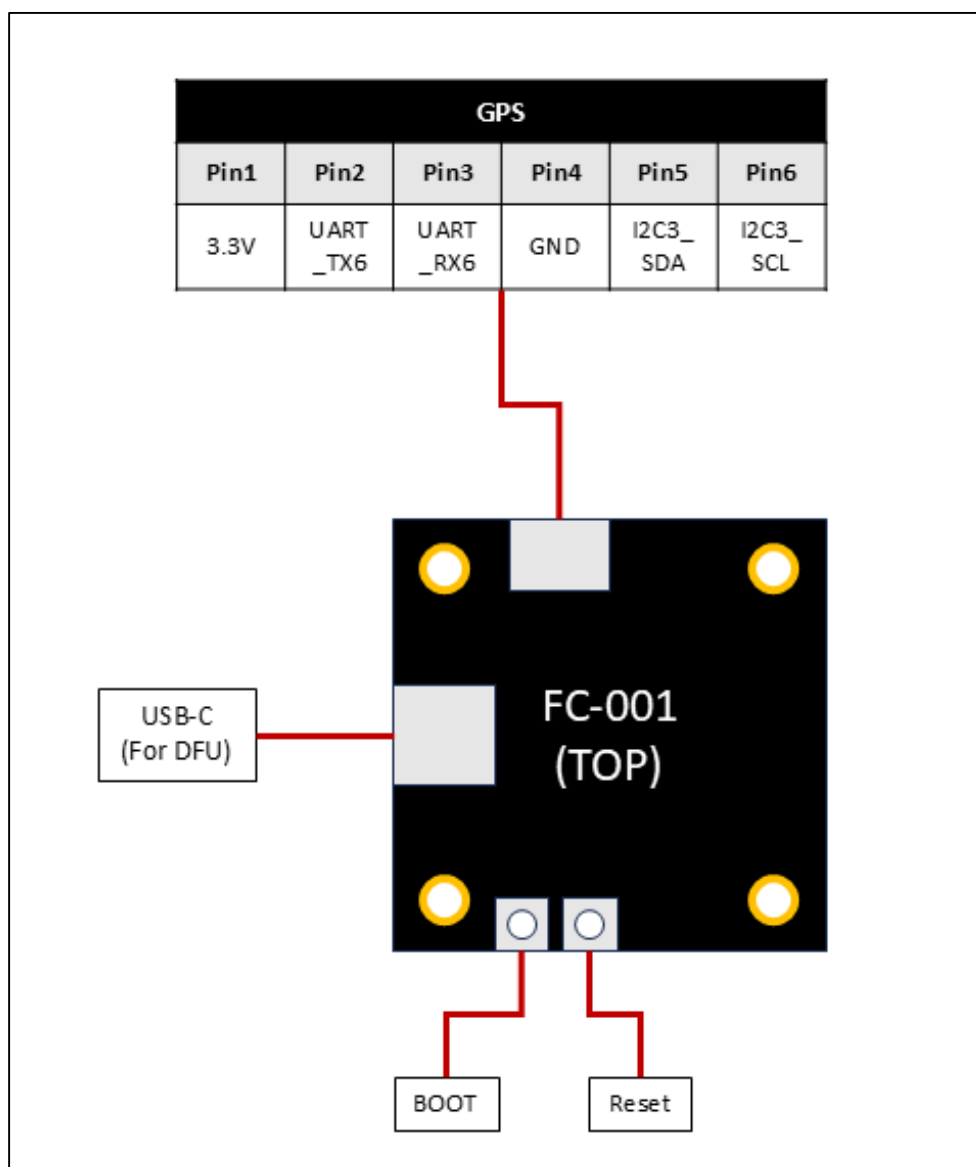 GPS
Pin1 Pin2 Pin3 Pin4 Pin5 Pin6
3.3V UART GND I2C3_ I2C3_
_TX6 UART SDA SCL
_RX6
FC-001
(TOP)
USB-C
(For DFU)
BOOT Reset